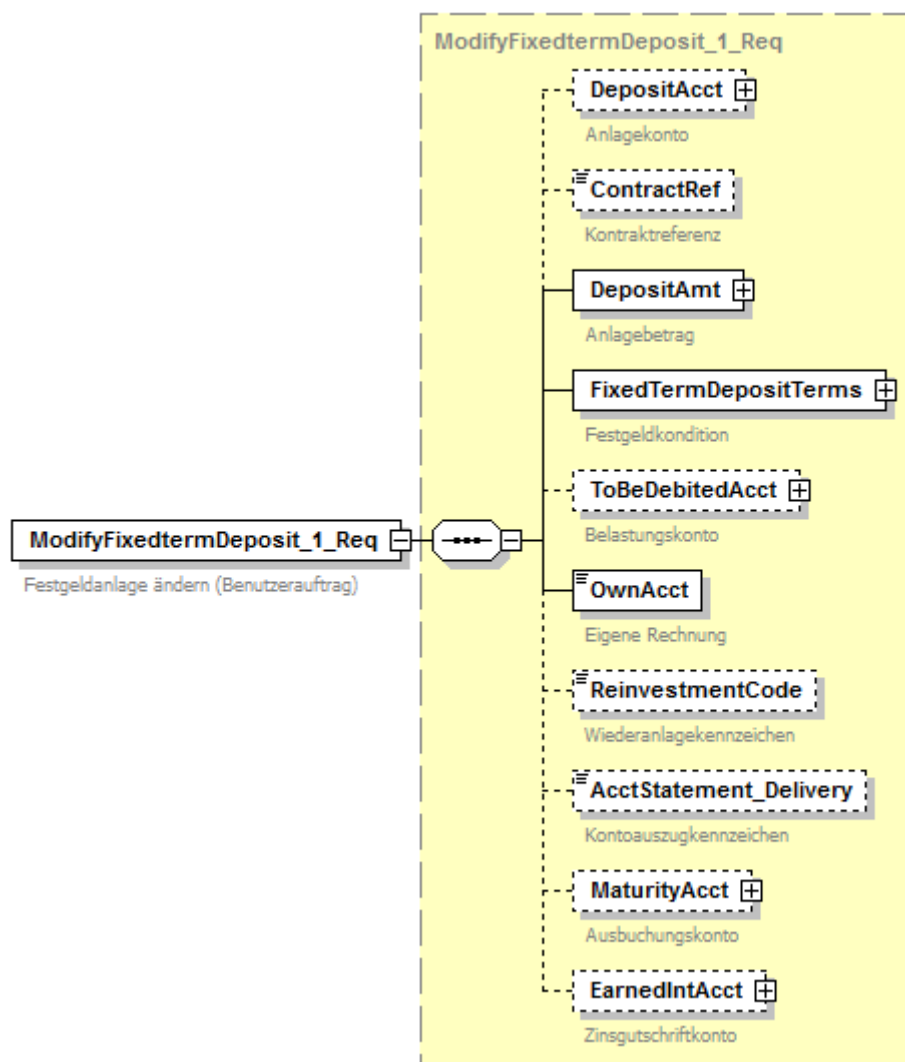 ModifyFixedtermDeposit_1_Req
DepositAcct
Anlagekonto
ContractRef
Kontraktreferenz
DepositAmt
Anlagebetrag
FixedTermDepositTerms
Festgeldkondition
ToBeDebitedAcct
Belastungskonto
ModifyFixedtermDeposit_1_Req
Festgeldanlage ändern (Benutzerauftrag)
OwnAcct
Eigene Rechnung
ReinvestmentCode
Wiederanlagekennzeichen
AcctStatement_Delivery
Kontoauszugkennzeichen
MaturityAcct
Ausbuchungskonto
EarnedIntAcct
Zinsgutschriftkonto